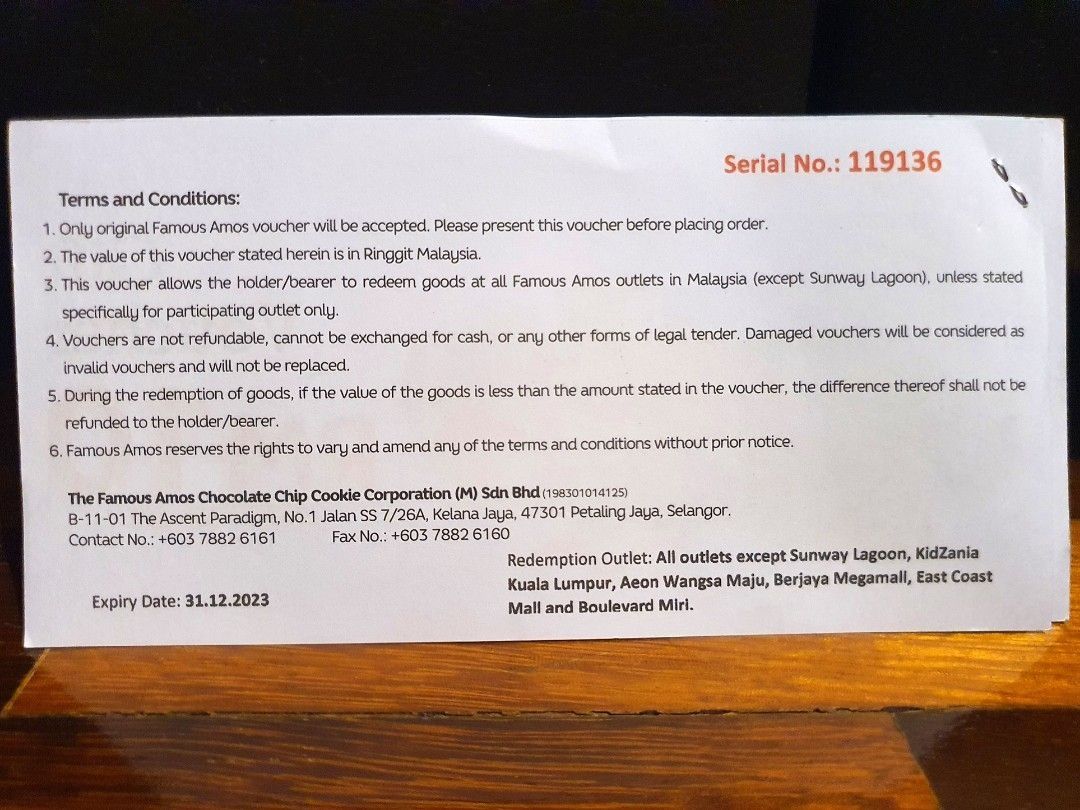 Serial No.: 119136
Terms and Conditions:
1. Only original Famous Amos voucher will be accepted. Please present this voucher before placing order.
2. The value of this voucher stated herein is in Ringgit Malaysia.
3. This voucher allows the holder/bearer to redeem goods at all Famous Amos outlets in Malaysia (except Sunway Lagoon), unless stated
specifically for participating outlet only.
4. Vouchers are not refundable, cannot be exchanged for cash, or any other forms of legal tender. Damaged vouchers will be considered as
invalid vouchers and will not be replaced.
5. During the redemption of goods, if the value of the goods is less than the amount stated in the voucher, the difference thereof shall not be
refunded to the holder/bearer.
6. Famous Amos reserves the rights to vary and amend any of the terms and conditions without prior notice.
The Famous Amos Chocolate Chip Cookie Corporation (M) Sdn Bhd (198301014125)
B-11-01 The Ascent Paradigm, No.1 Jalan SS 7/26A, Kelana Jaya, 47301 Petaling Jaya, Selangor.
Contact No.: +603 7882 6161 Fax No.: +603 7882 6160
Redemption Outlet: All outlets except Sunway Lagoon, KidZania
Kuala Lumpur, Aeon Wangsa Maju, Berjaya Megamall, East Coast
Mall and Boulevard Miri.
Expiry Date: 31.12.2023